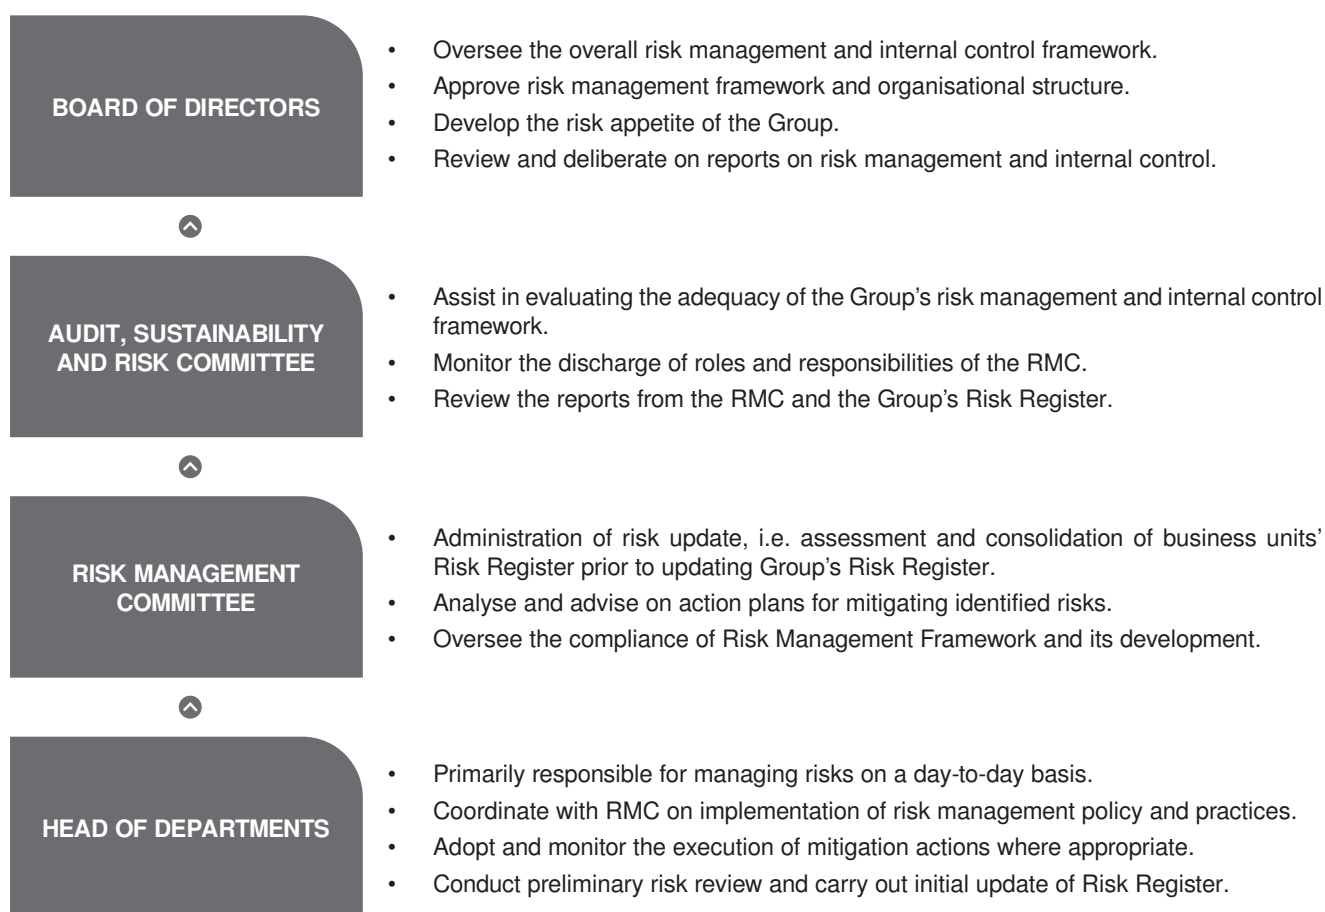 BOARD OF DIRECTORS
• Oversee the overall risk management and internal control framework.
• Approve risk management framework and organisational structure.
• Develop the risk appetite of the Group.
• Review and deliberate on reports on risk management and internal control.
AUDIT, SUSTAINABILITY
AND RISK COMMITTEE
• Assist in evaluating the adequacy of the Group’s risk management and internal control
framework.
• Monitor the discharge of roles and responsibilities of the RMC.
• Review the reports from the RMC and the Group’s Risk Register.
RISK MANAGEMENT
COMMITTEE
• Administration of risk update, i.e. assessment and consolidation of business units’
Risk Register prior to updating Group’s Risk Register.
• Analyse and advise on action plans for mitigating identified risks.
• Oversee the compliance of Risk Management Framework and its development.
HEAD OF DEPARTMENTS
• Primarily responsible for managing risks on a day-to-day basis.
• Coordinate with RMC on implementation of risk management policy and practices.
• Adopt and monitor the execution of mitigation actions where appropriate.
• Conduct preliminary risk review and carry out initial update of Risk Register.